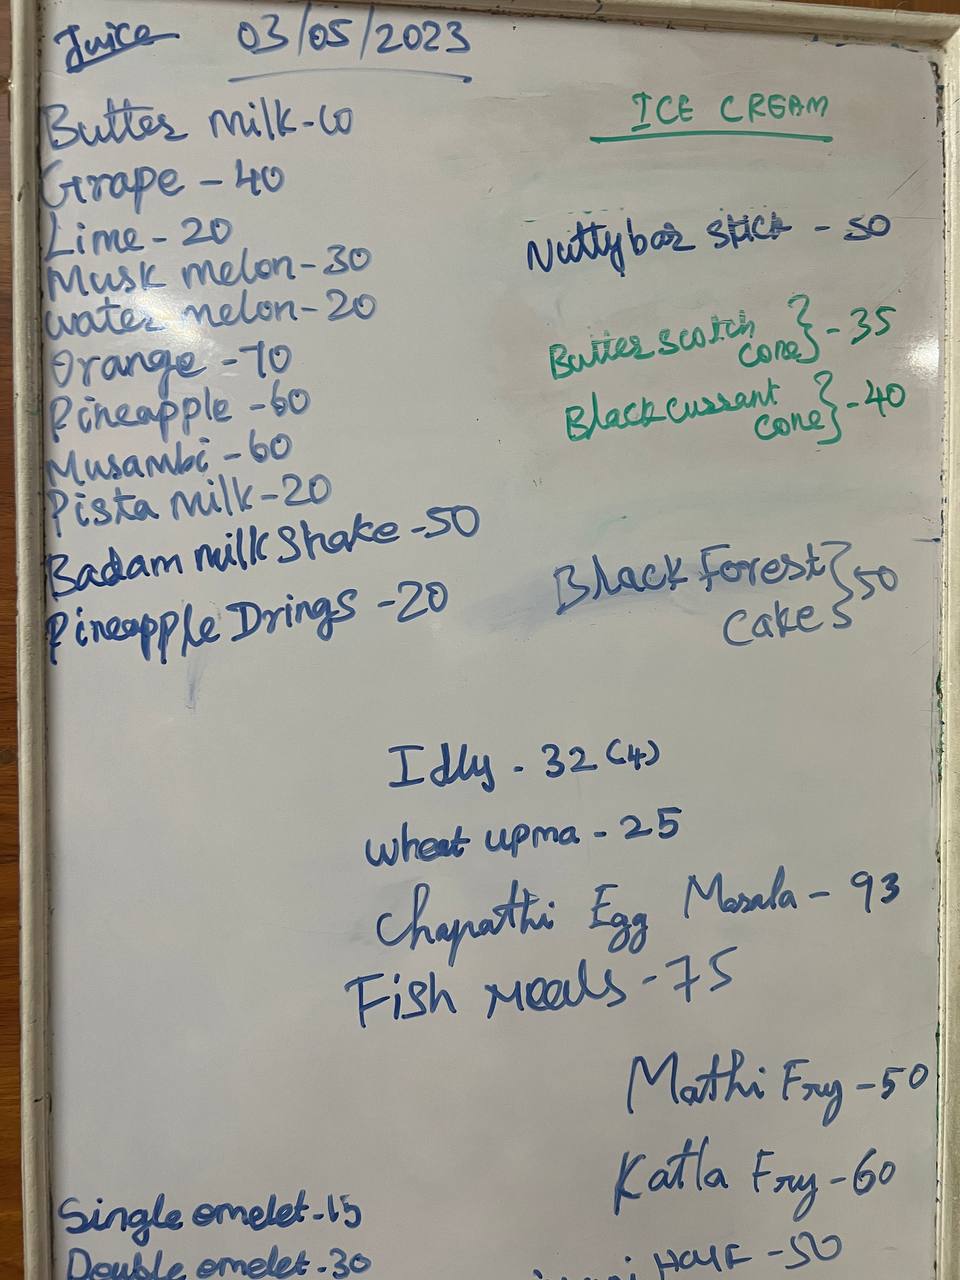 Juice 03/05/2023
Butter milk-10
Grape - 40
Lime - 20
Musk melon - 30
water melon - 20
Orange - 70
Pineapple - 60
Musambi - 60
Pista milk - 20
Badam milk Shake - 50
Pineapple Drings - 20
ICE CREAM
Nuttybar stick - 50
Butter scotch
cone } - 35
Black currant
cone } - 40
Black Forest
cake } 50
Idly - 32 (4)
wheat upma - 25
Chapathi Egg Masala - 93
Fish meals - 75
Mathi Fry - 50
Katla Fry - 60
HALF - 50
Single omelet - 15
Double omelet - 30